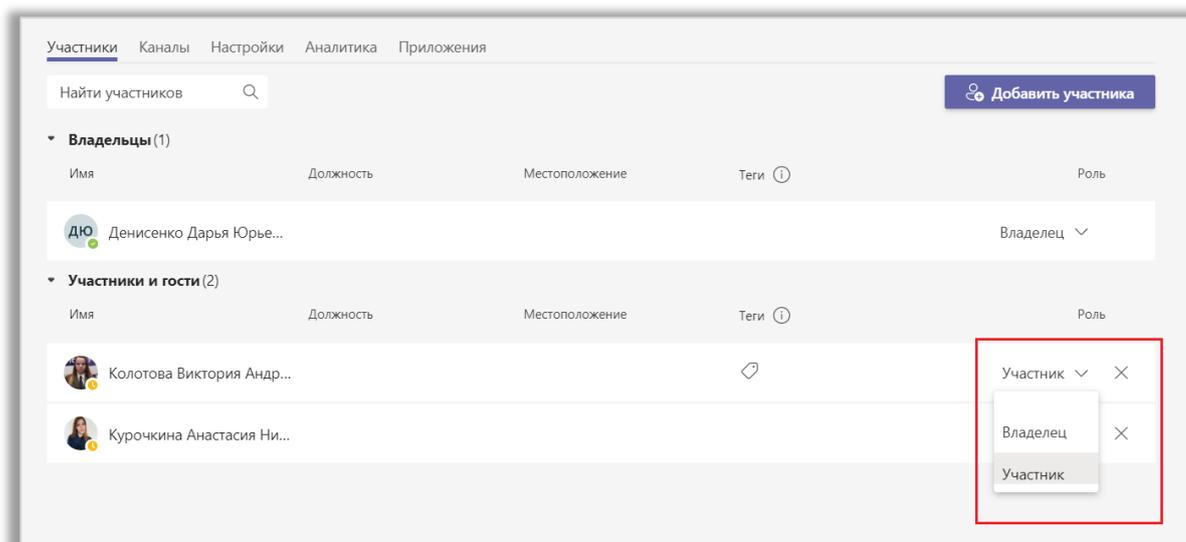 Участники Каналы Настройки Аналитика Приложения
Найти участников Добавить участника
Владельцы (1)
Имя Должность Местоположение Теги Роль
ДЮ Денисенко Дарья Юрье... Владелец
Участники и гости (2)
Имя Должность Местоположение Теги Роль
Колотова Виктория Андр... Участник
Курочкина Анастасия Ни... Владелец
Участник